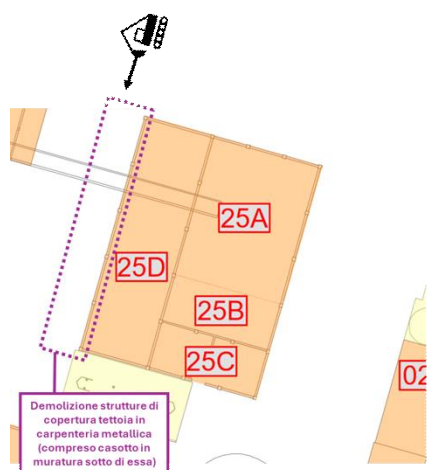 25A
25D
25B
25C
02
Demolizione strutture di
copertura tettoia in
carpenteria metallica
(compreso casotto in
muratura sotto di essa)